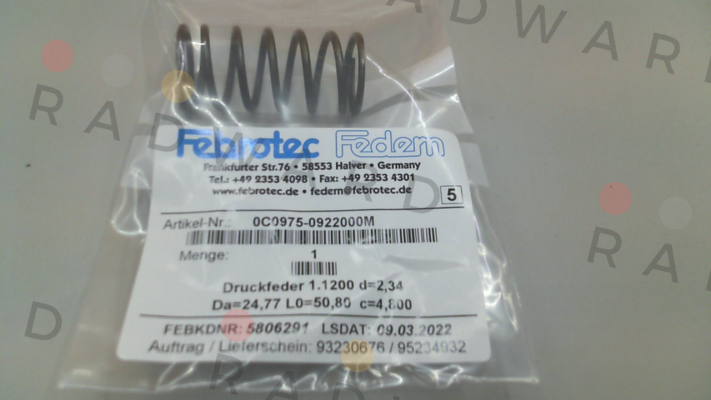 RADWARD
RADWARD
Febrotec Federn
Frankfurter Str.76 • 58553 Halver • Germany
Tel.: +49 2353 4098 • Fax: +49 2353 4301
www.febrotec.de • federn@febrotec.de
5
Artikel-Nr.: 0C0975-0922000M
Menge: 1
Druckfeder 1.1200 d=2,34
Da=24,77 L0=50,80 c=4,800
FEBKDNR: 5806291 LSDAT: 09.03.2022
Auftrag / Lieferschein: 93230676 / 95234932